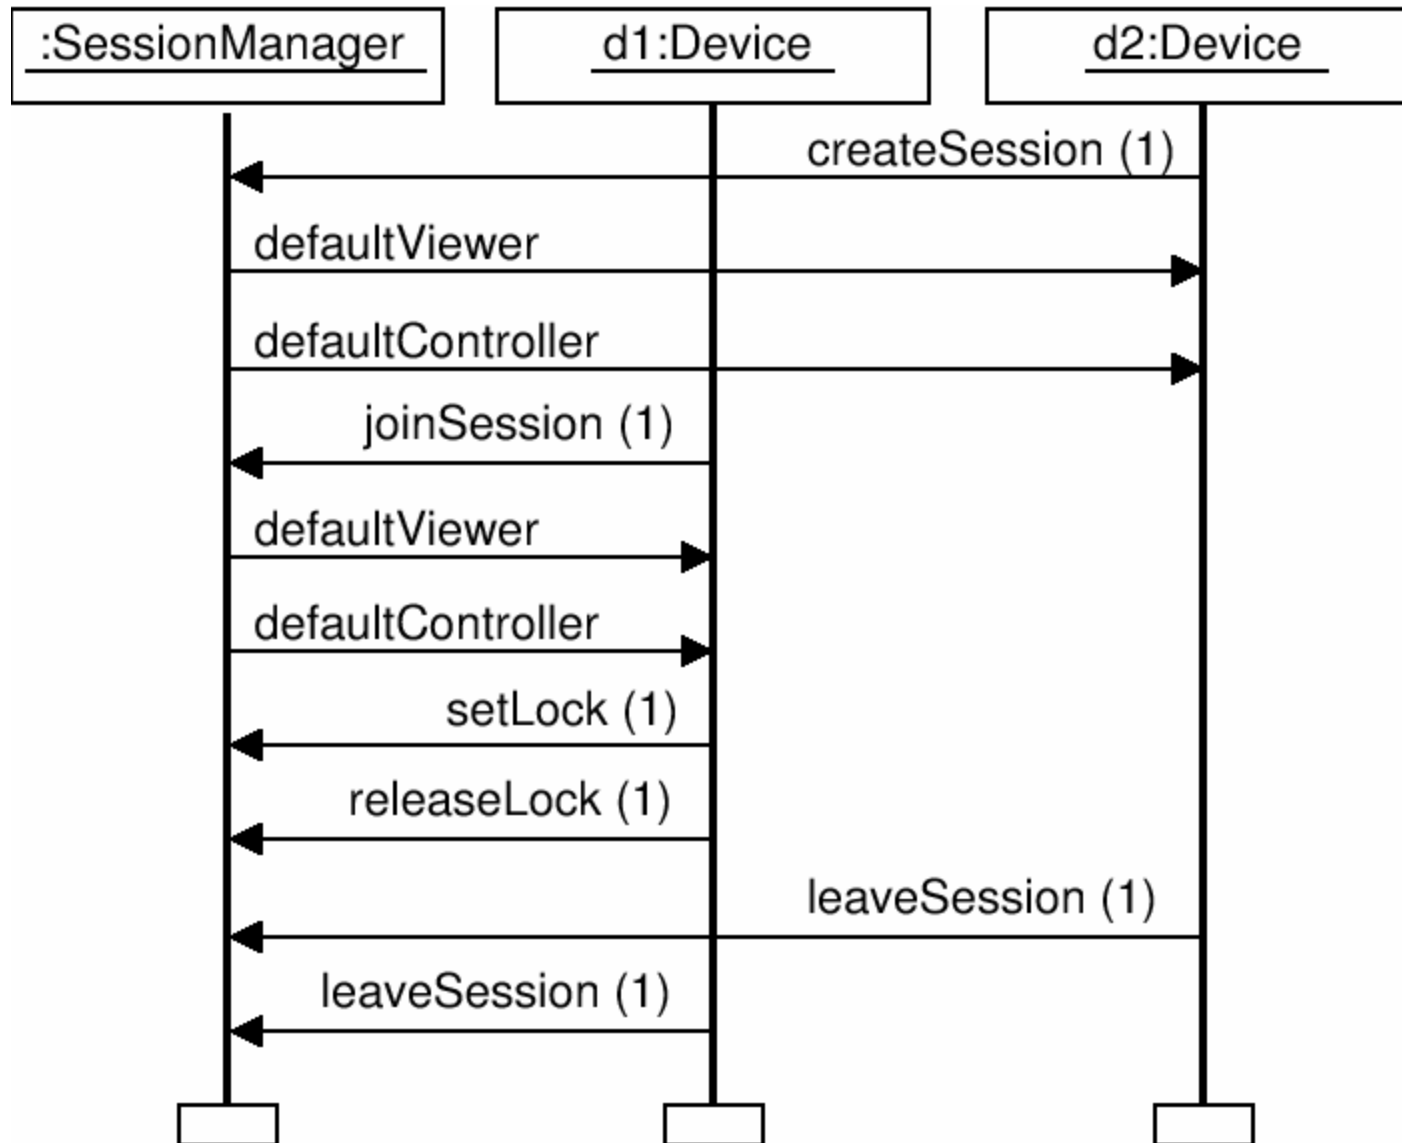 :SessionManager
d1:Device
d2:Device
createSession (1)
defaultViewer
defaultController
joinSession (1)
defaultViewer
defaultController
setLock (1)
releaseLock (1)
leaveSession (1)
leaveSession (1)